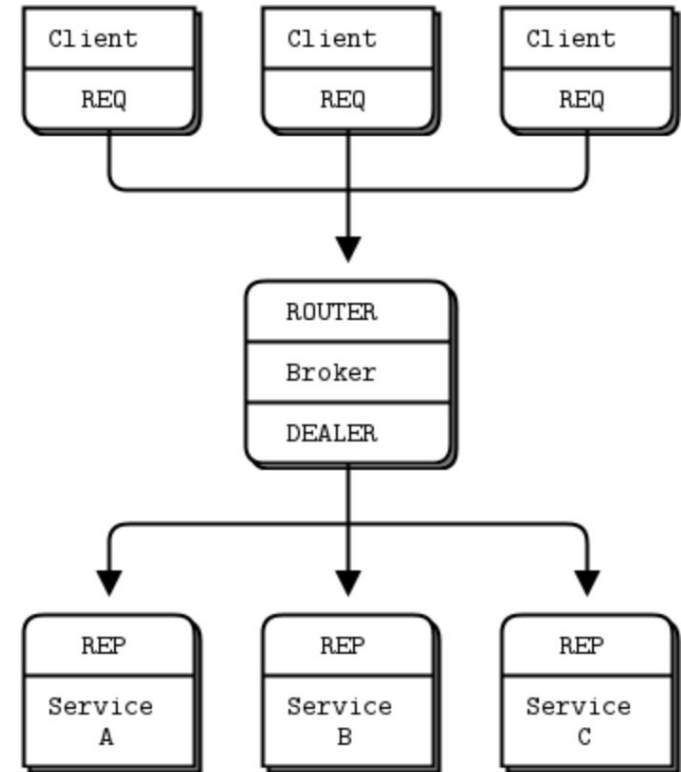 Client Client Client
REQ REQ REQ
ROUTER
Broker
DEALER
REP REP REP
Service Service Service
A B C